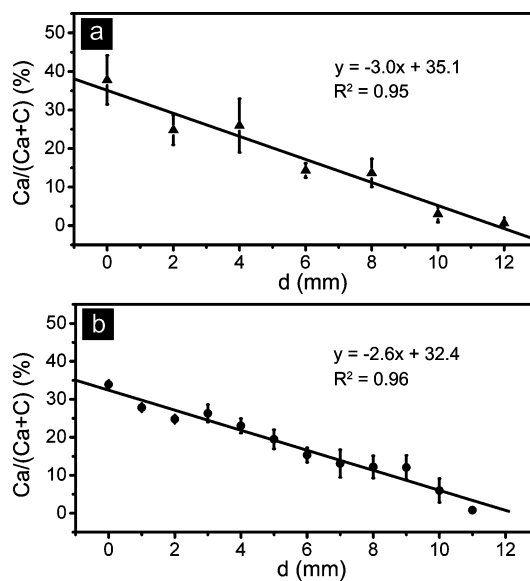 a
Ca/(Ca+C) (%)
50
40
30
20
10
0
y = -3.0x + 35.1
R² = 0.95
0 2 4 6 8 10 12
d (mm)
b
Ca/(Ca+C) (%)
50
40
30
20
10
0
y = -2.6x + 32.4
R² = 0.96
0 2 4 6 8 10 12
d (mm)